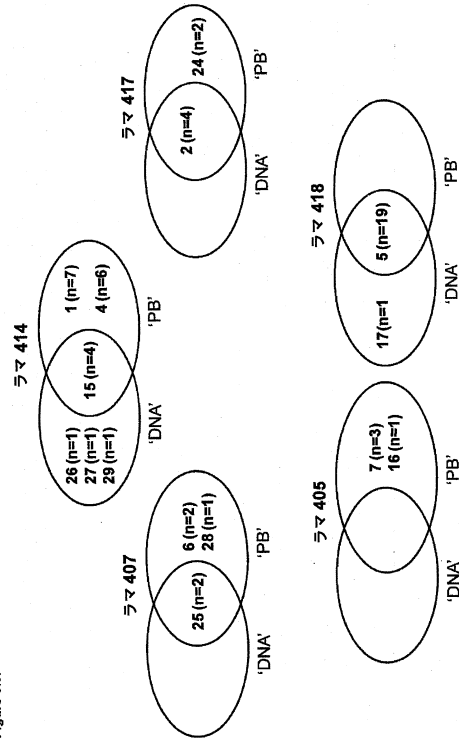 ラマ 414
26 (n=1)
27 (n=1)
29 (n=1)
15 (n=4)
1 (n=7)
4 (n=6)
'DNA'
'PB'
ラマ 407
25 (n=2)
6 (n=2)
28 (n=1)
'DNA'
'PB'
ラマ 417
2 (n=4)
24 (n=2)
'DNA'
'PB'
ラマ 405
7 (n=3)
16 (n=1)
'DNA'
'PB'
ラマ 418
17(n=1
5 (n=19)
'DNA'
'PB'